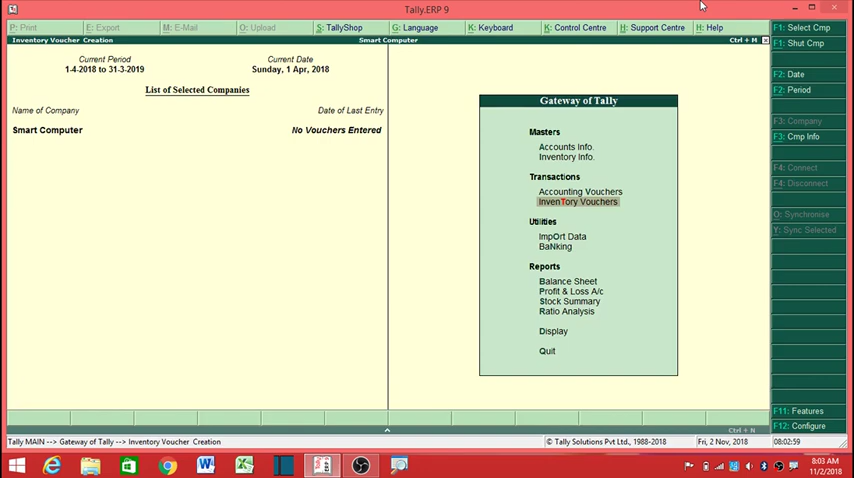 Tally.ERP 9
P: Print E: Export M: E-Mail O: Upload S: TallyShop G: Language K: Keyboard K: Control Centre H: Support Centre H: Help
Inventory Voucher Creation Smart Computer Ctrl + M
Current Period Current Date
1-4-2018 to 31-3-2019 Sunday, 1 Apr, 2018
List of Selected Companies
Name of Company Date of Last Entry
Smart Computer No Vouchers Entered
Gateway of Tally
Masters
Accounts Info.
Inventory Info.
Transactions
Accounting Vouchers
InvenTory Vouchers
Utilities
ImpOrt Data
BaNking
Reports
Balance Sheet
Profit & Loss A/c
Stock Summary
Ratio Analysis
Display
Quit
F1: Select Cmp
F1: Shut Cmp
F2: Date
F2: Period
F3: Company
F3: Cmp Info
F4: Connect
F4: Disconnect
O: Synchronise
Y: Sync Selected
F11: Features
F12: Configure
Ctrl + N
Tally MAIN --> Gateway of Tally --> Inventory Voucher Creation © Tally Solutions Pvt Ltd., 1988-2018 Fri, 2 Nov, 2018 08:02:59
8:03 AM
11/2/2018